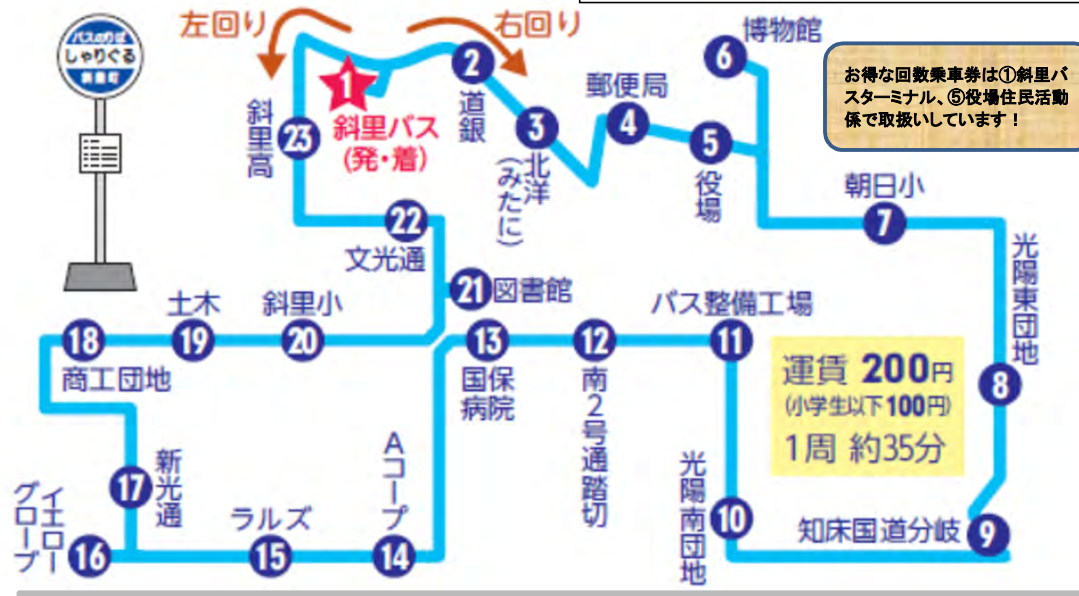 バスのりば
しゃりぐる
斜里町
左回り
右回り
1
斜里バス
(発・着)
2
道銀
3
北洋
(みたに)
4
郵便局
5
役場
6
博物館
お得な回数乗車券は①斜里バ
スターミナル、⑤役場住民活動
係で取扱いしています！
7
朝日小
8
光陽東団地
9
知床国道分岐
10
光陽南団地
11
バス整備工場
12
南2号通踏切
13
国保
病院
14
Aコープ
15
ラルズ
16
イエロー
グローブ
17
新光通
18
商工団地
19
土木
20
斜里小
21
図書館
22
文光通
23
斜里高
運賃 200円
(小学生以下100円)
1周 約35分